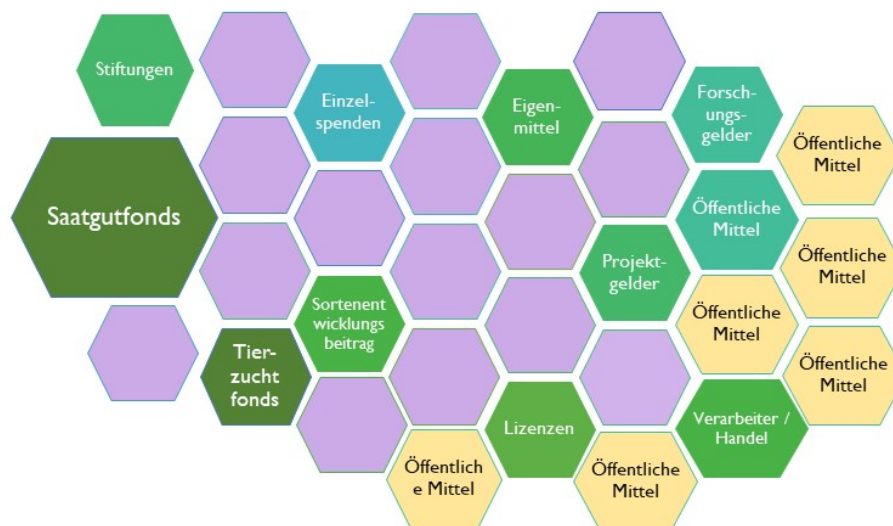 Stiftungen
Einzel-
spenden
Eigen-
mittel
Forsch-
ungs-
gelder
Öffentliche
Mittel
Saatgutfonds
Öffentliche
Mittel
Projekt-
gelder
Öffentliche
Mittel
Sortenent
wicklungs
beitrag
Öffentliche
Mittel
Tier-
zucht
fonds
Öffentliche
Mittel
Lizenzen
Verarbeiter /
Handel
Öffentlich
e Mittel
Öffentliche
Mittel